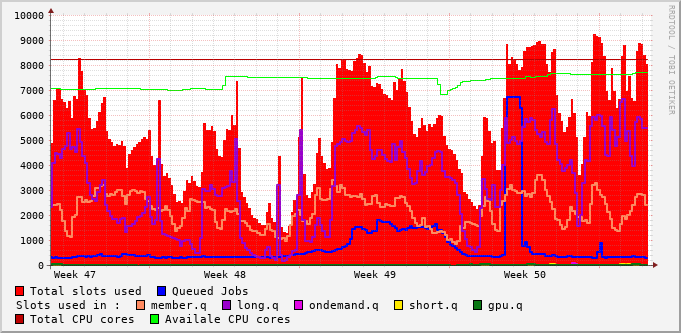 10000
9000
8000
7000
6000
5000
4000
3000
2000
1000
0
Week 47 Week 48 Week 49 Week 50
Total slots used Queued Jobs
Slots used in : member.q long.q ondemand.q short.q gpu.q
Total CPU cores Availale CPU cores
RRDTOOL / TOBI OETIKER